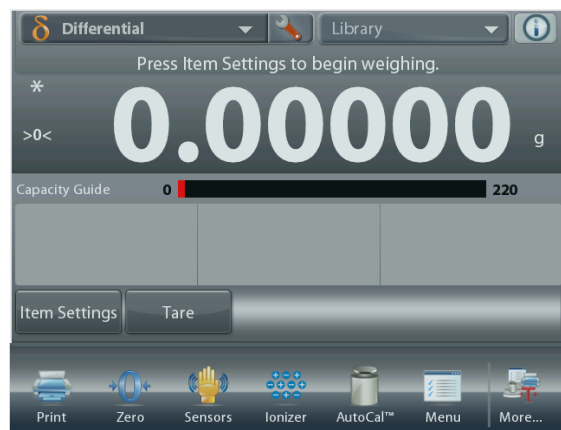 δ Differential Library
Press Item Settings to begin weighing.
*
0.00000 g
>0<
Capacity Guide 0 220
Item Settings Tare
Print Zero Sensors Ionizer AutoCal™ Menu More...